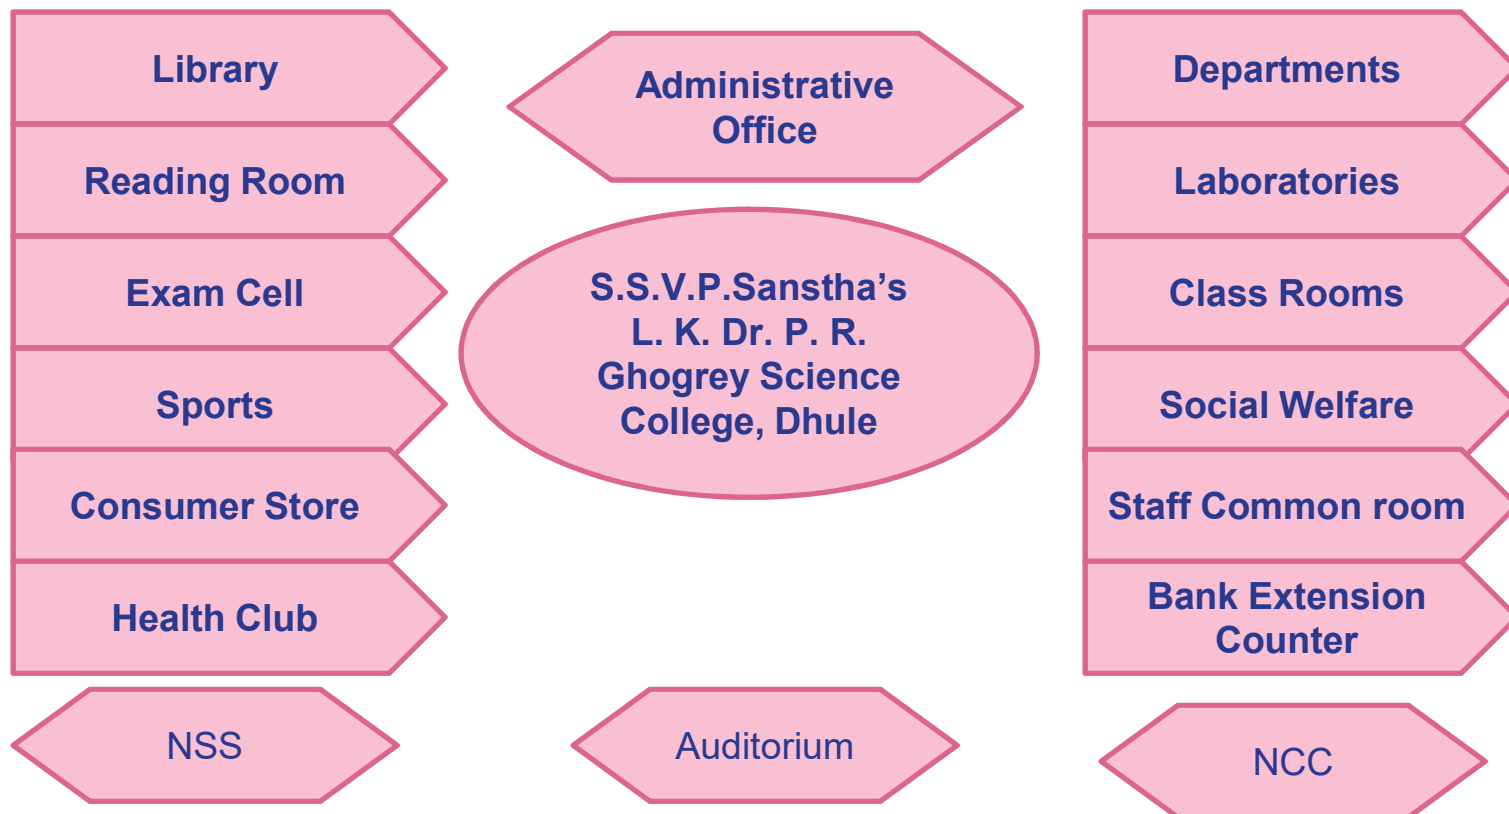 Library
Reading Room
Exam Cell
Sports
Consumer Store
Health Club
NSS
Administrative
Office
S.S.V.P.Sanstha’s
L. K. Dr. P. R.
Ghogrey Science
College, Dhule
Auditorium
Departments
Laboratories
Class Rooms
Social Welfare
Staff Common room
Bank Extension
Counter
NCC